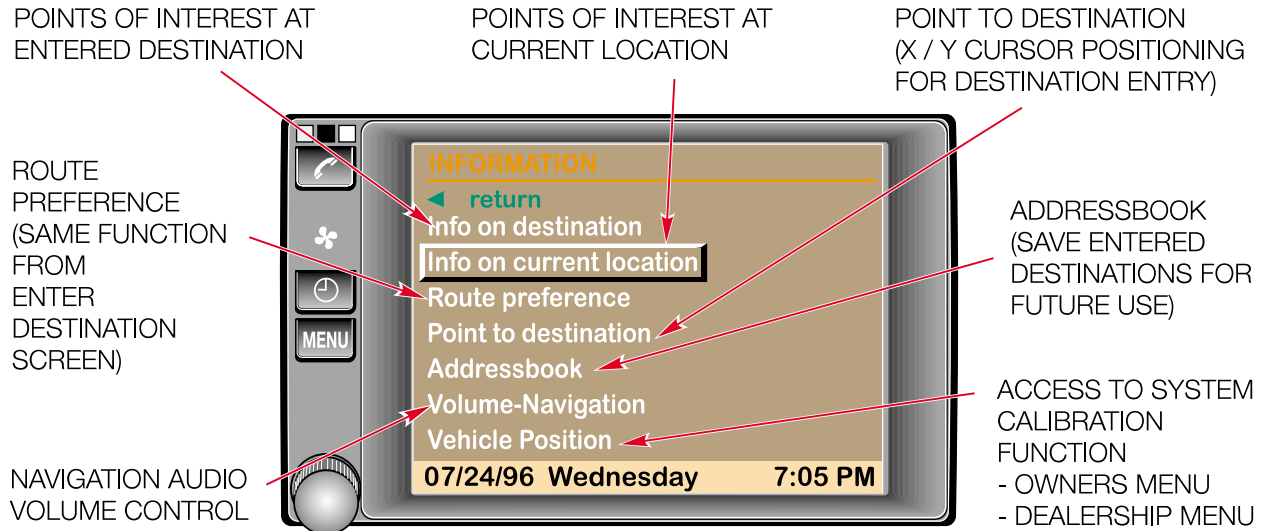 POINTS OF INTEREST AT
ENTERED DESTINATION
POINTS OF INTEREST AT
CURRENT LOCATION
POINT TO DESTINATION
(X / Y CURSOR POSITIONING
FOR DESTINATION ENTRY)
ROUTE
PREFERENCE
(SAME FUNCTION
FROM
ENTER
DESTINATION
SCREEN)
NAVIGATION AUDIO
VOLUME CONTROL
MENU
INFORMATION
return
Info on destination
Info on current location
Route preference
Point to destination
Addressbook
Volume-Navigation
Vehicle Position
07/24/96 Wednesday 7:05 PM
ADDRESSBOOK
(SAVE ENTERED
DESTINATIONS FOR
FUTURE USE)
ACCESS TO SYSTEM
CALIBRATION
FUNCTION
- OWNERS MENU
- DEALERSHIP MENU